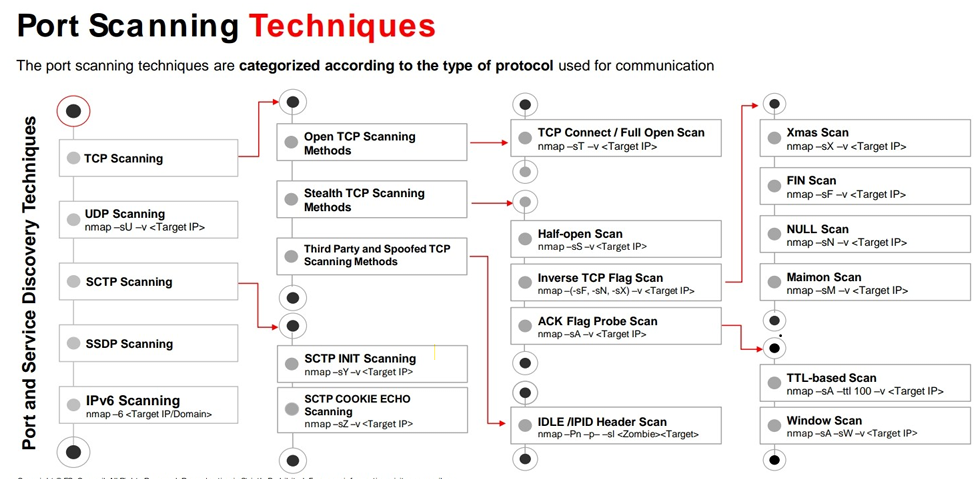 Port Scanning Techniques
The port scanning techniques are categorized according to the type of protocol used for communication
Port and Service Discovery Techniques
TCP Scanning
UDP Scanning
nmap –sU –v <Target IP>
SCTP Scanning
SSDP Scanning
IPv6 Scanning
nmap –6 <Target IP/Domain>
Open TCP Scanning
Methods
Stealth TCP Scanning
Methods
Third Party and Spoofed TCP
Scanning Methods
SCTP INIT Scanning
nmap –sY –v <Target IP>
SCTP COOKIE ECHO
Scanning
nmap –sZ –v <Target IP>
TCP Connect / Full Open Scan
nmap –sT –v <Target IP>
Half-open Scan
nmap –sS –v <Target IP>
Inverse TCP Flag Scan
nmap –(-sF, -sN, -sX) –v <Target IP>
ACK Flag Probe Scan
nmap –sA –v <Target IP>
IDLE /IPID Header Scan
nmap –Pn –p– –sI <Zombie><Target>
Xmas Scan
nmap –sX –v <Target IP>
FIN Scan
nmap –sF –v <Target IP>
NULL Scan
nmap –sN –v <Target IP>
Maimon Scan
nmap –sM –v <Target IP>
TTL-based Scan
nmap –sA –ttl 100 –v <Target IP>
Window Scan
nmap –sA –sW –v <Target IP>